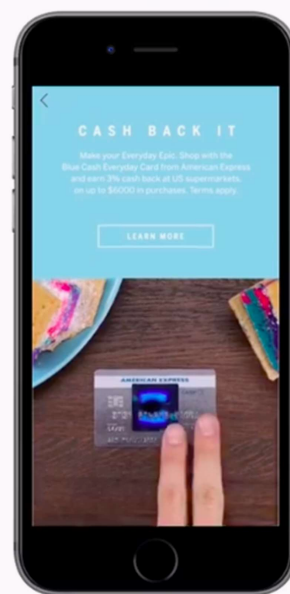 CASH BACK IT
Make your Everyday Epic. Shop with the
Blue Cash Everyday Card from American Express
and earn 3% cash back at US supermarkets,
on up to $6000 in purchases. Terms apply.
LEARN MORE
AMERICAN EXPRESS